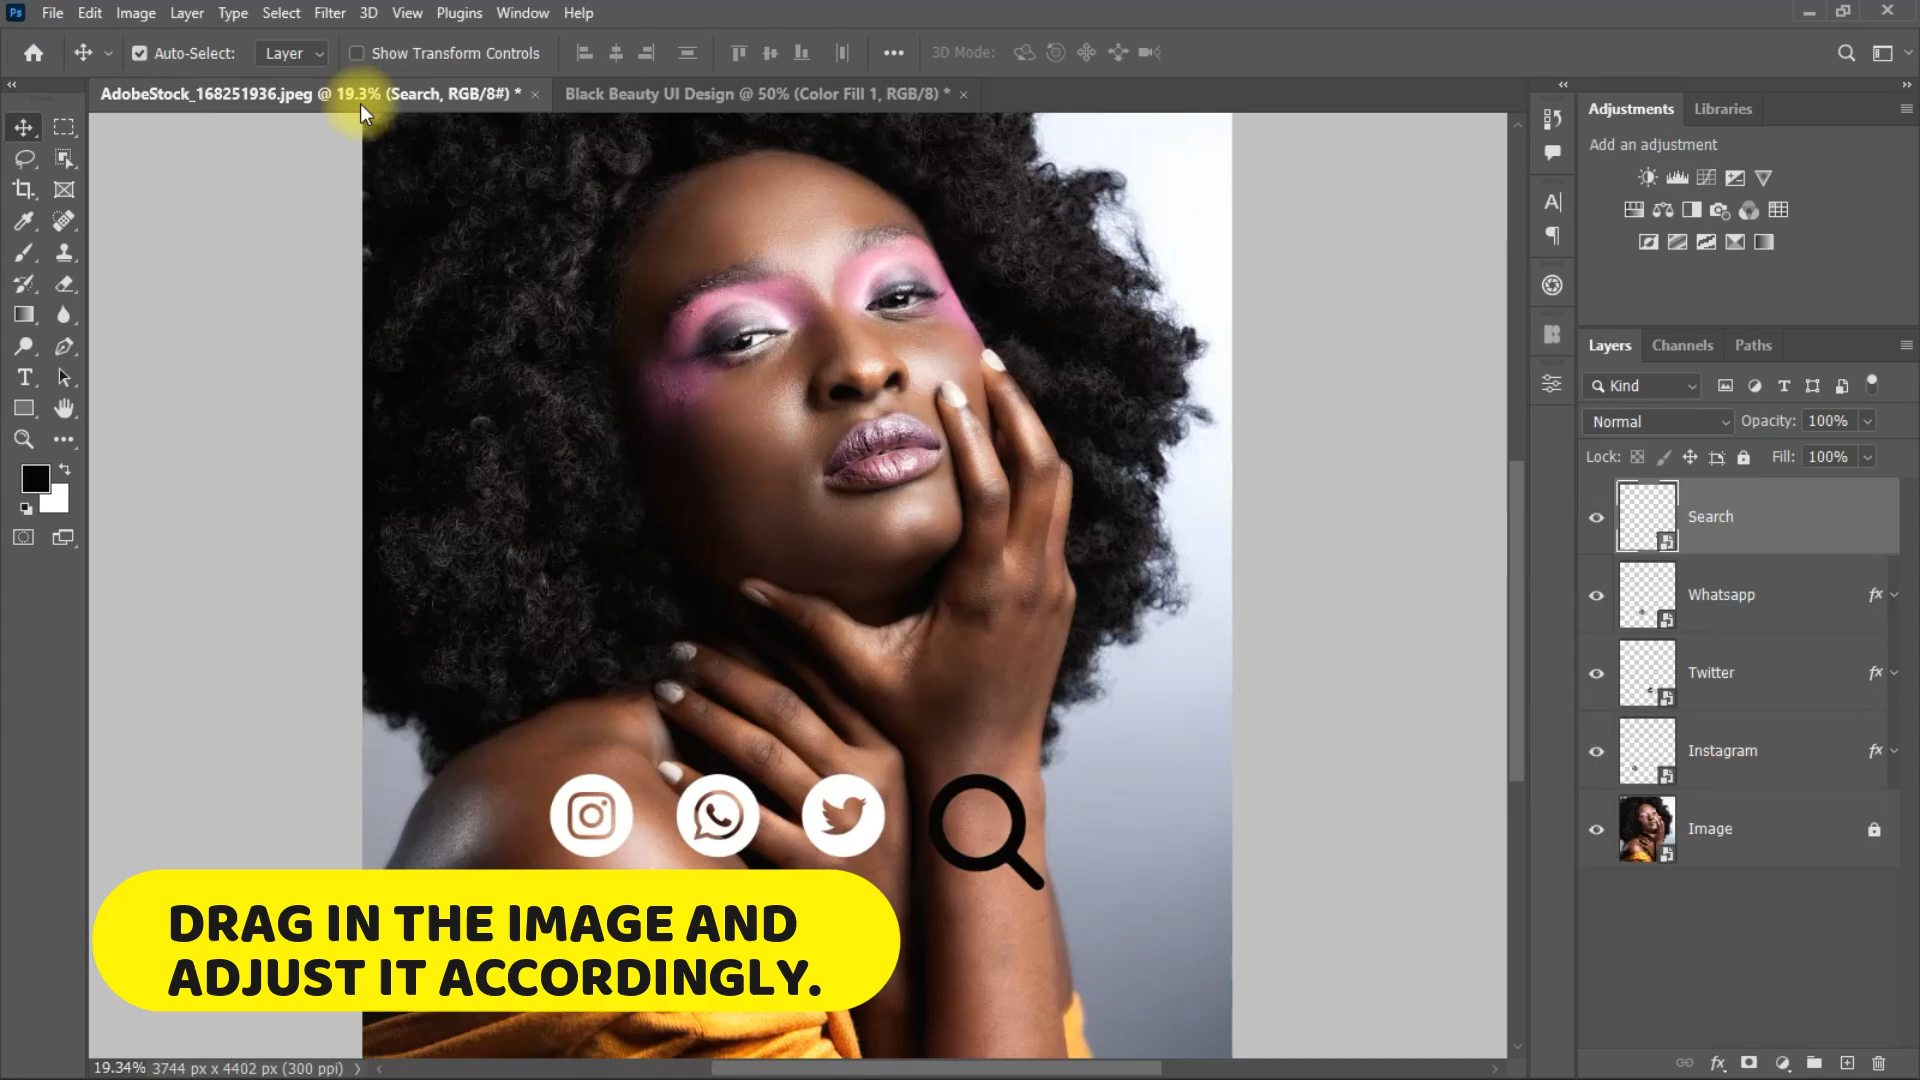 File Edit Image Layer Type Select Filter 3D View Plugins Window Help
Auto-Select: Layer Show Transform Controls 3D Mode:
AdobeStock_168251936.jpeg @ 19.3% (Search, RGB/8#) * Black Beauty UI Design @ 50% (Color Fill 1, RGB/8) *
Adjustments Libraries
Add an adjustment
Layers Channels Paths
Kind
Normal Opacity: 100%
Lock: Fill: 100%
Search
Whatsapp fx
Twitter fx
Instagram fx
Image
DRAG IN THE IMAGE AND
ADJUST IT ACCORDINGLY.
19.34% 3744 px x 4402 px (300 ppi)